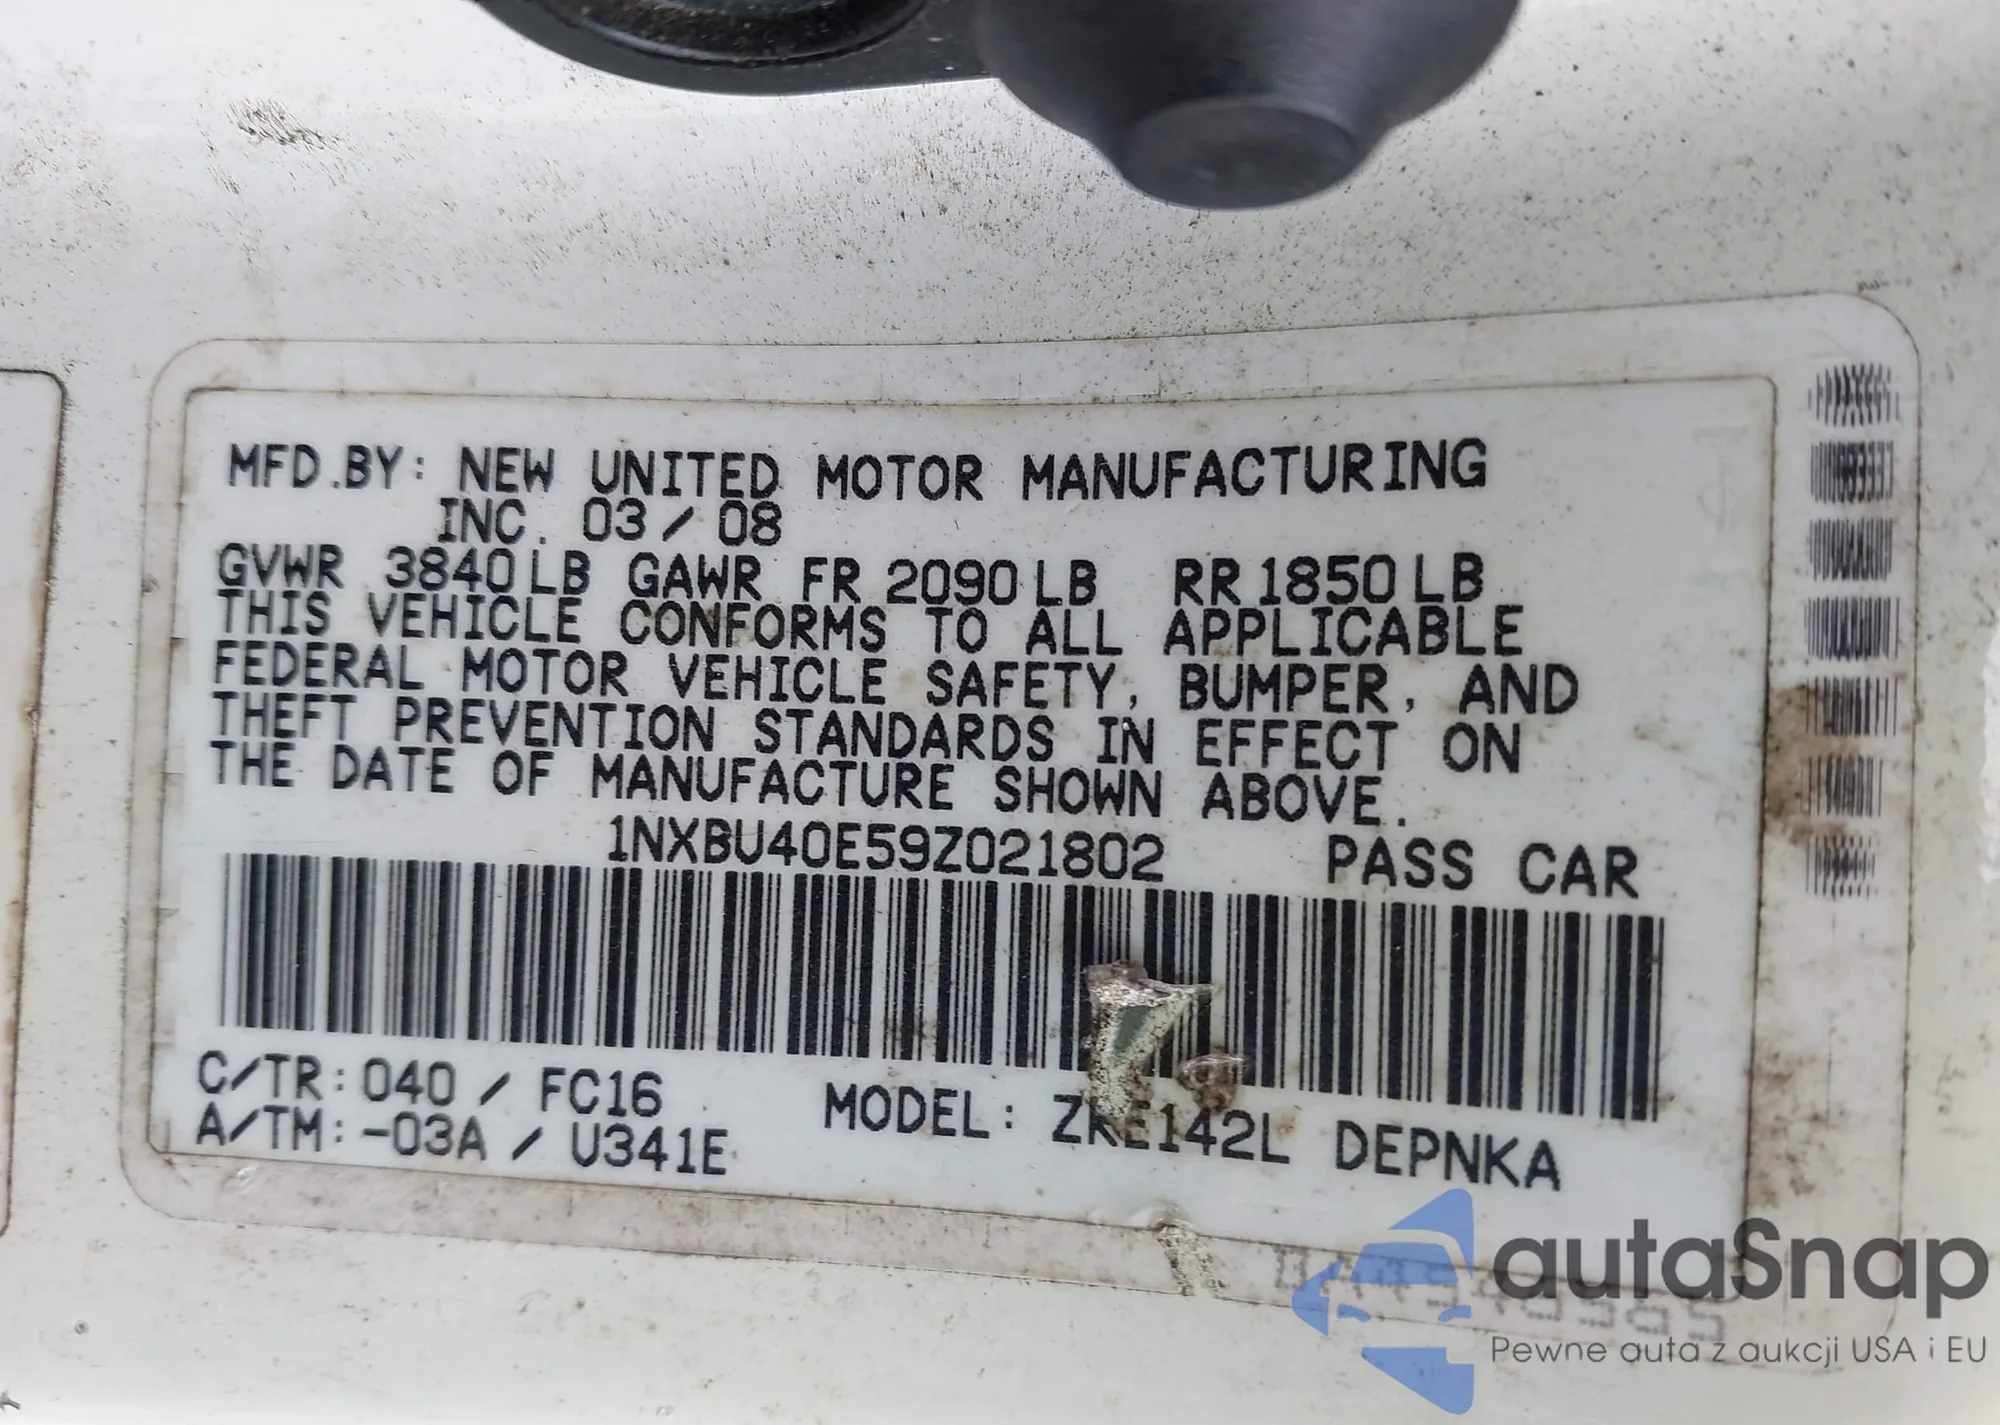 MFD.BY: NEW UNITED MOTOR MANUFACTURING
INC. 03/08
GVWR 3840LB GAWR FR 2090LB RR 1850LB
THIS VEHICLE CONFORMS TO ALL APPLICABLE
FEDERAL MOTOR VEHICLE SAFETY, BUMPER, AND
THEFT PREVENTION STANDARDS IN EFFECT ON
THE DATE OF MANUFACTURE SHOWN ABOVE.
1NXBU40E59Z021802 PASS CAR
C/TR: 040 / FC16
A/TM: -03A / U341E
MODEL: ZRE142L DEPNKA
autaSnap
Pewne auta z aukcji USA i EU